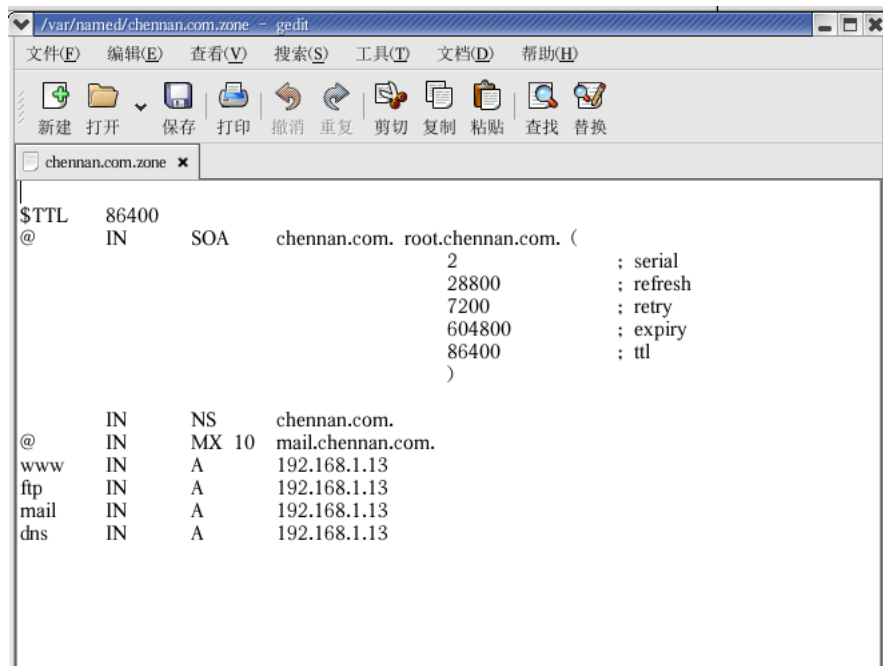 /var/named/chennan.com.zone - gedit
文件(F) 编辑(E) 查看(V) 搜索(S) 工具(T) 文档(D) 帮助(H)
新建 打开 保存 打印 撤消 重复 剪切 复制 粘贴 查找 替换
chennan.com.zone
$TTL 86400
@ IN SOA chennan.com. root.chennan.com. (
2 ; serial
28800 ; refresh
7200 ; retry
604800 ; expiry
86400 ; ttl
)
IN NS chennan.com.
@ IN MX 10 mail.chennan.com.
www IN A 192.168.1.13
ftp IN A 192.168.1.13
mail IN A 192.168.1.13
dns IN A 192.168.1.13